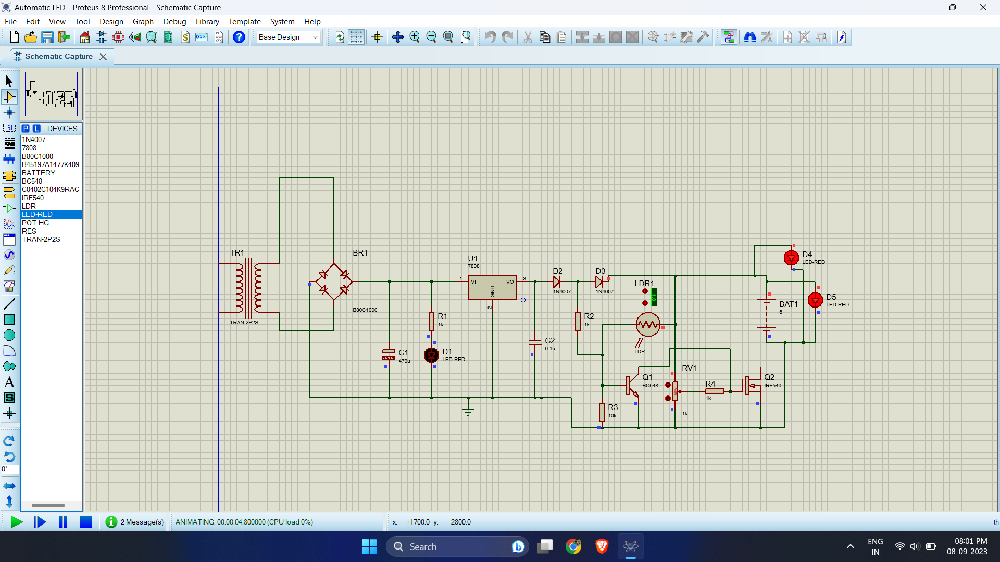 Automatic LED - Proteus 8 Professional - Schematic Capture
File Edit View Tool Design Graph Debug Library Template System Help
Base Design
Schematic Capture
LBL
A
S
0°
P L DEVICES
1N4007
7808
B80C1000
B45197A1477K409
BATTERY
BC548
C0402C104K9RAC
IRF540
LDR
LED-RED
POT-HG
RES
TRAN-2P2S
TR1
TRAN-2P2S
BR1
B80C1000
C1
470u
R1
1k
D1
LED-RED
U1
7808
1 VI VO 3
GND
2
C2
0.1u
D2
1N4007
R2
1k
D3
1N4007
LDR1
1.0
LDR
Q1
BC548
R3
10k
RV1
50%
1k
R4
1k
Q2
IRF540
BAT1
6
D4
LED-RED
D5
LED-RED
2 Message(s) ANIMATING: 00:00:04.800000 (CPU load 0%) x: +1700.0 y: -2800.0 th
Search
ENG
IN
08:01 PM
08-09-2023